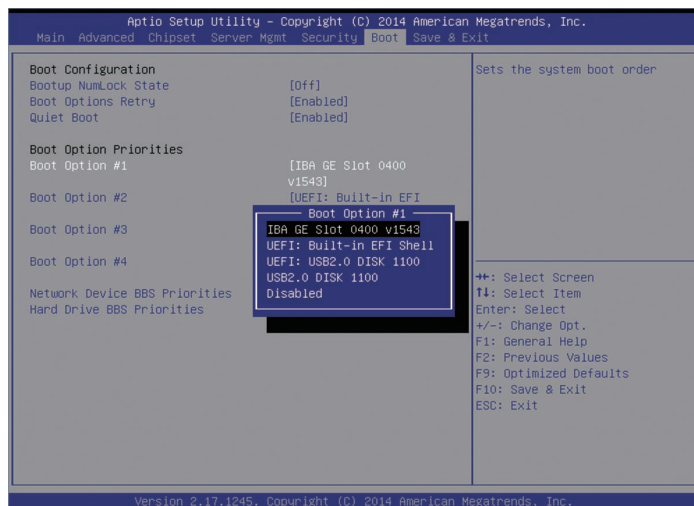 Aptio Setup Utility – Copyright (C) 2014 American Megatrends, Inc.
Main Advanced Chipset Server Mgmt Security Boot Save & Exit
Boot Configuration
Bootup NumLock State [Off]
Boot Options Retry [Enabled]
Quiet Boot [Enabled]
Boot Option Priorities
Boot Option #1 [IBA GE Slot 0400
v1543]
Boot Option #2 [UEFI: Built-in EFI
Boot Option #3
Boot Option #4
Network Device BBS Priorities
Hard Drive BBS Priorities
Boot Option #1
IBA GE Slot 0400 v1543
UEFI: Built-in EFI Shell
UEFI: USB2.0 DISK 1100
USB2.0 DISK 1100
Disabled
Sets the system boot order
→←: Select Screen
↑↓: Select Item
Enter: Select
+/-: Change Opt.
F1: General Help
F2: Previous Values
F9: Optimized Defaults
F10: Save & Exit
ESC: Exit
Version 2.17.1245. Copyright (C) 2014 American Megatrends, Inc.